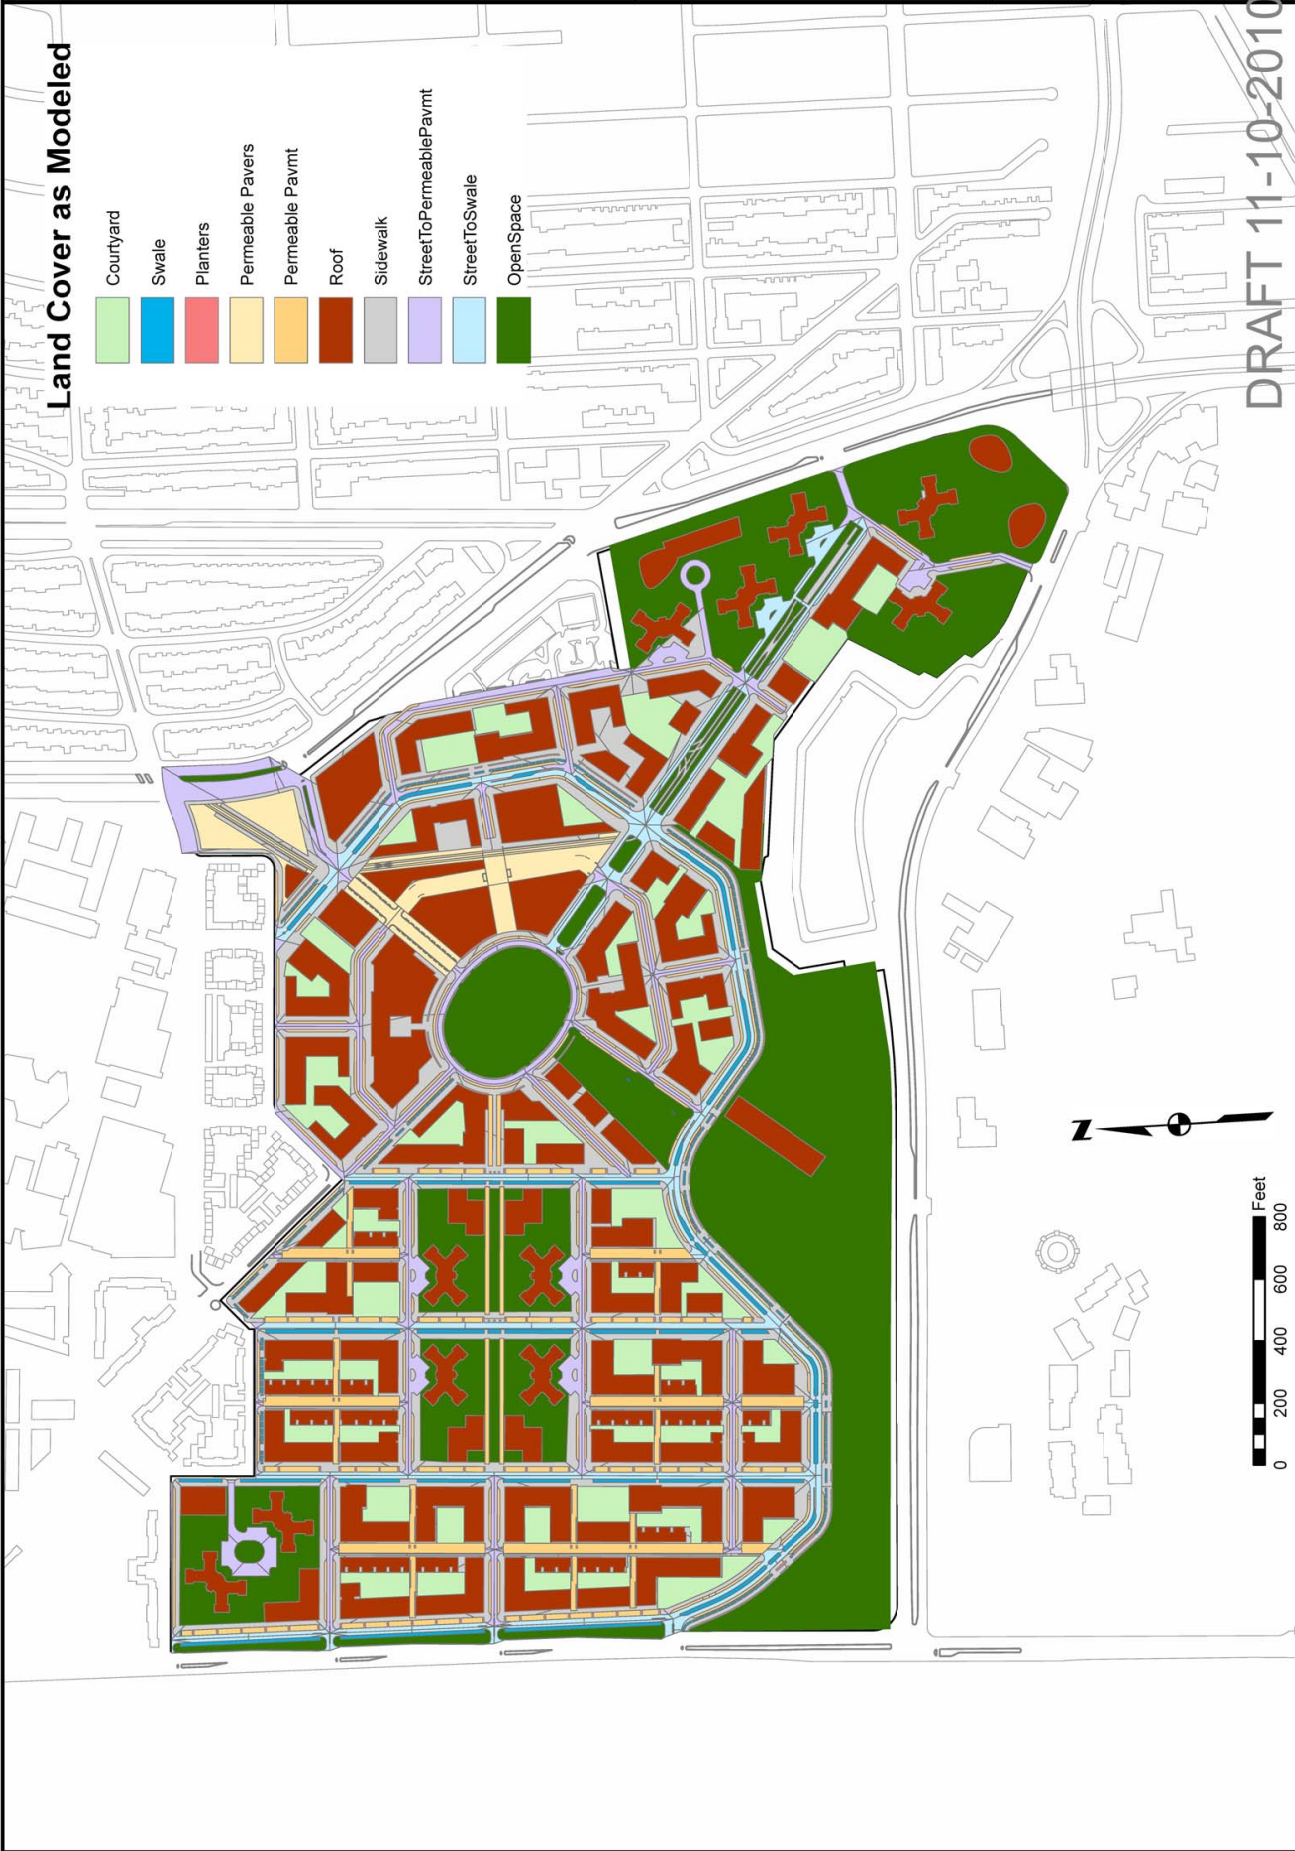 Land Cover as Modeled
Courtyard
Swale
Planters
Permeable Pavers
Permeable Pavmt
Roof
Sidewalk
StreetToPermeablePavmt
StreetToSwale
OpenSpace
N
Feet
0 200 400 600 800
DRAFT 11-10-2010